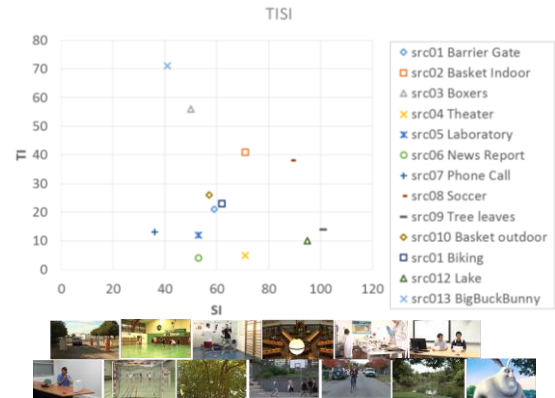 TISI
80
70
60
50
40
30
20
10
0
TI
0 20 40 60 80 100 120
SI
src01 Barrier Gate
src02 Basket Indoor
src03 Boxers
src04 Theater
src05 Laboratory
src06 News Report
src07 Phone Call
src08 Soccer
src09 Tree leaves
src010 Basket outdoor
src01 Biking
src012 Lake
src013 BigBuckBunny